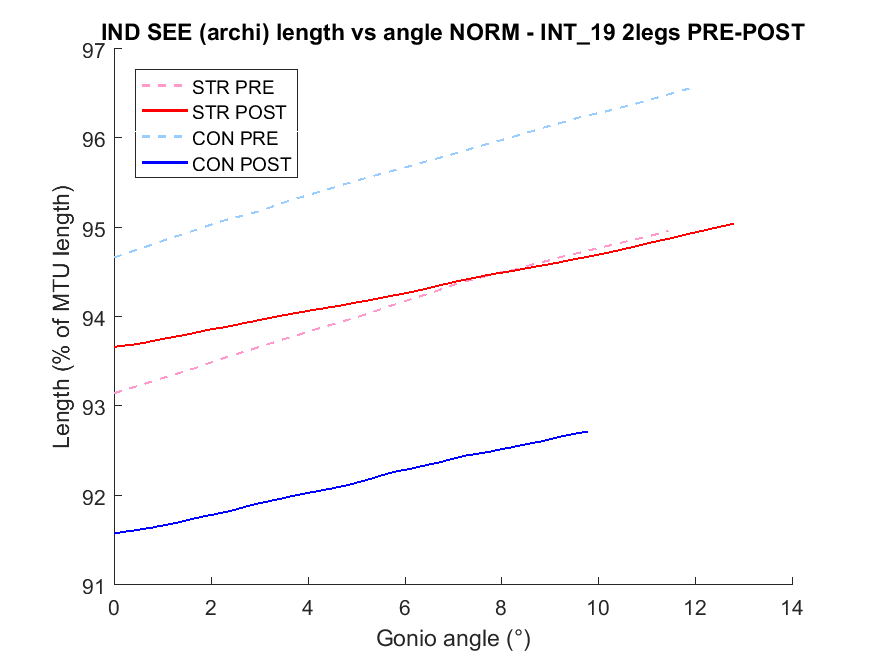 IND SEE (archi) length vs angle NORM - INT_19 2legs PRE-POST
97
96
95
94
93
92
91
Length (% of MTU length)
STR PRE
STR POST
CON PRE
CON POST
0 2 4 6 8 10 12 14
Gonio angle (°)